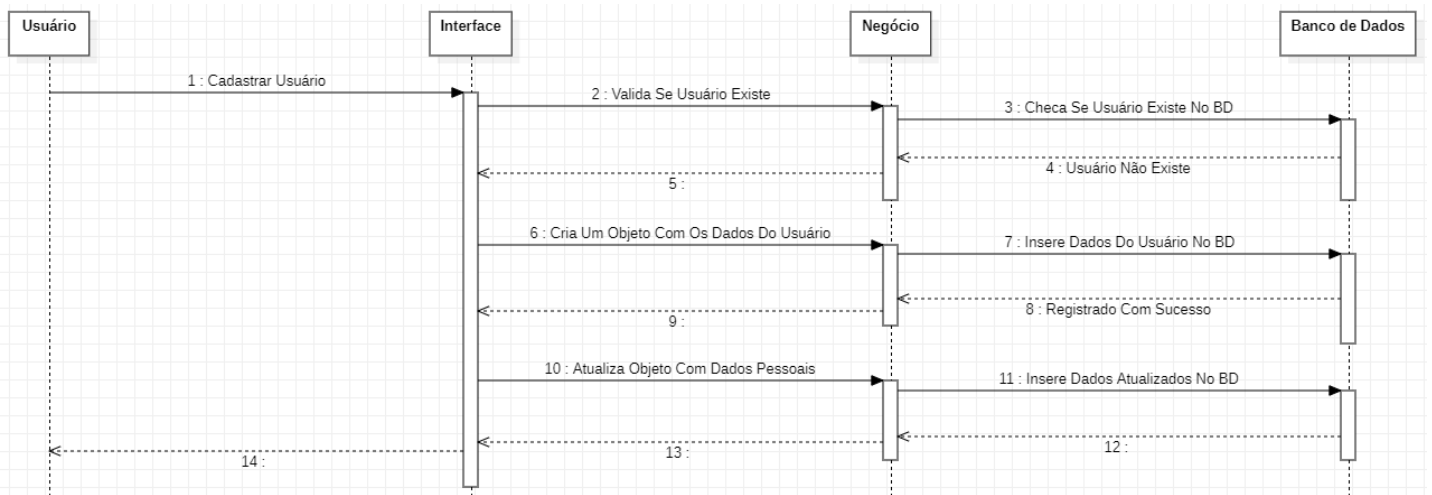 Usuário
Interface
Negócio
Banco de Dados
1 : Cadastrar Usuário
2 : Valida Se Usuário Existe
3 : Checa Se Usuário Existe No BD
4 : Usuário Não Existe
5 :
6 : Cria Um Objeto Com Os Dados Do Usuário
7 : Insere Dados Do Usuário No BD
8 : Registrado Com Sucesso
9 :
10 : Atualiza Objeto Com Dados Pessoais
11 : Insere Dados Atualizados No BD
12 :
13 :
14 :